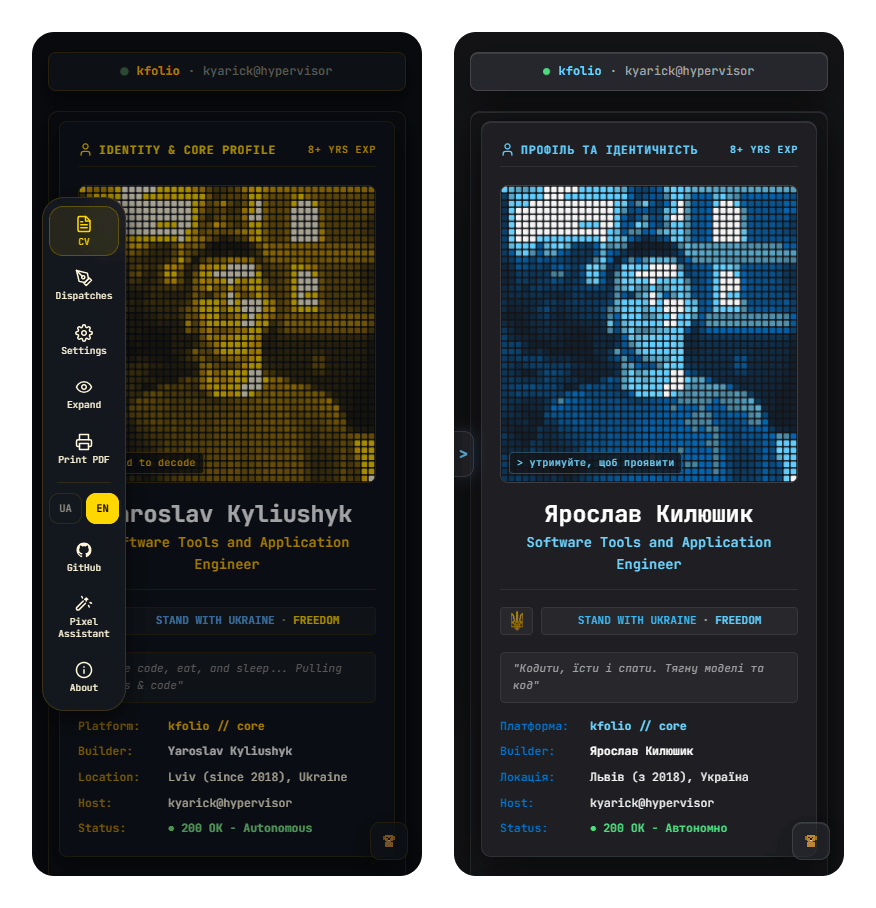 kfolio · kyarick@hypervisor
IDENTITY & CORE PROFILE 8+ YRS EXP
CV
Dispatches
Settings
Expand
Print PDF
d to decode
UA EN
aroslav Kyliushyk
ftware Tools and Application
Engineer
GitHub
STAND WITH UKRAINE · FREEDOM
Pixel
Assistant
code, eat, and sleep... Pulling
& code"
About
Platform: kfolio // core
Builder: Yaroslav Kyliushyk
Location: Lviv (since 2018), Ukraine
Host: kyarick@hypervisor
Status: ● 200 OK - Autonomous
kfolio · kyarick@hypervisor
ПРОФІЛЬ ТА ІДЕНТИЧНІСТЬ 8+ YRS EXP
>
> утримуйте, щоб проявити
Ярослав Килюшик
Software Tools and Application
Engineer
STAND WITH UKRAINE · FREEDOM
"Кодити, їсти і спати. Тягну моделі та
код"
Платформа: kfolio // core
Builder: Ярослав Килюшик
Локація: Львів (з 2018), Україна
Host: kyarick@hypervisor
Status: ● 200 OK - Автономно